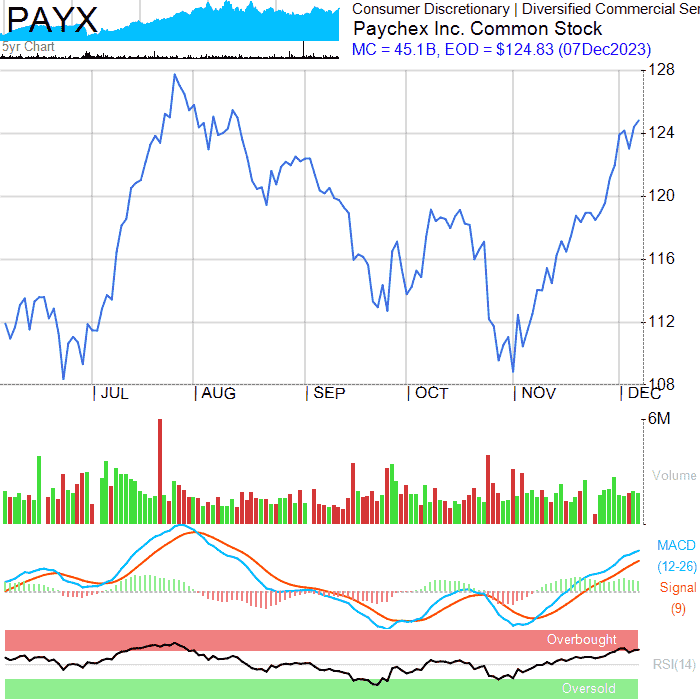 PAYX
Consumer Discretionary | Diversified Commercial Ser
Paychex Inc. Common Stock
MC = 45.1B, EOD = $124.83 (07Dec2023)
5yr Chart
128
124
120
116
112
108
JUL
AUG
SEP
OCT
NOV
DEC
6M
Volume
MACD
(12-26)
Signal
(9)
Overbought
RSI(14)
Oversold